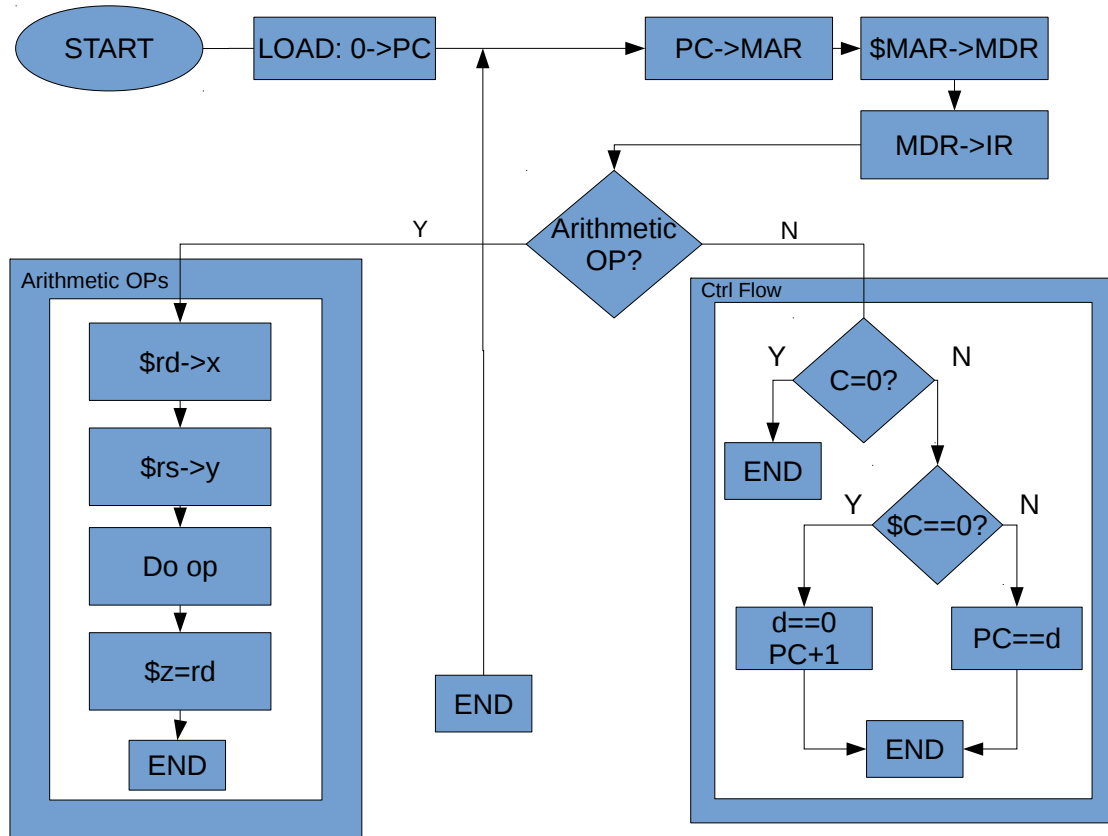 START
LOAD: 0->PC
PC->MAR
$MAR->MDR
MDR->IR
Arithmetic
OP?
Y
N
Arithmetic OPs
$rd->x
$rs->y
Do op
$z=rd
END
END
Ctrl Flow
C=0?
Y
N
END
$C==0?
Y
N
d==0
PC+1
PC==d
END